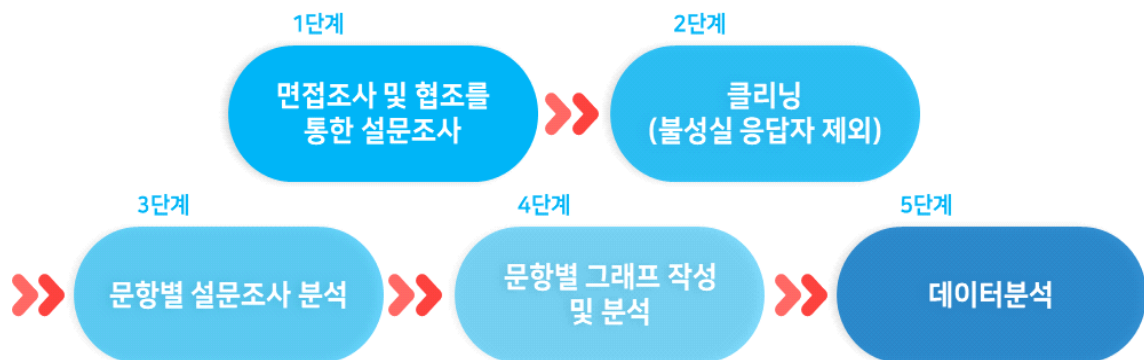 1단계
면접조사 및 협조를
통한 설문조사
2단계
클리닝
(불성실 응답자 제외)
3단계
문항별 설문조사 분석
4단계
문항별 그래프 작성
및 분석
5단계
데이터분석